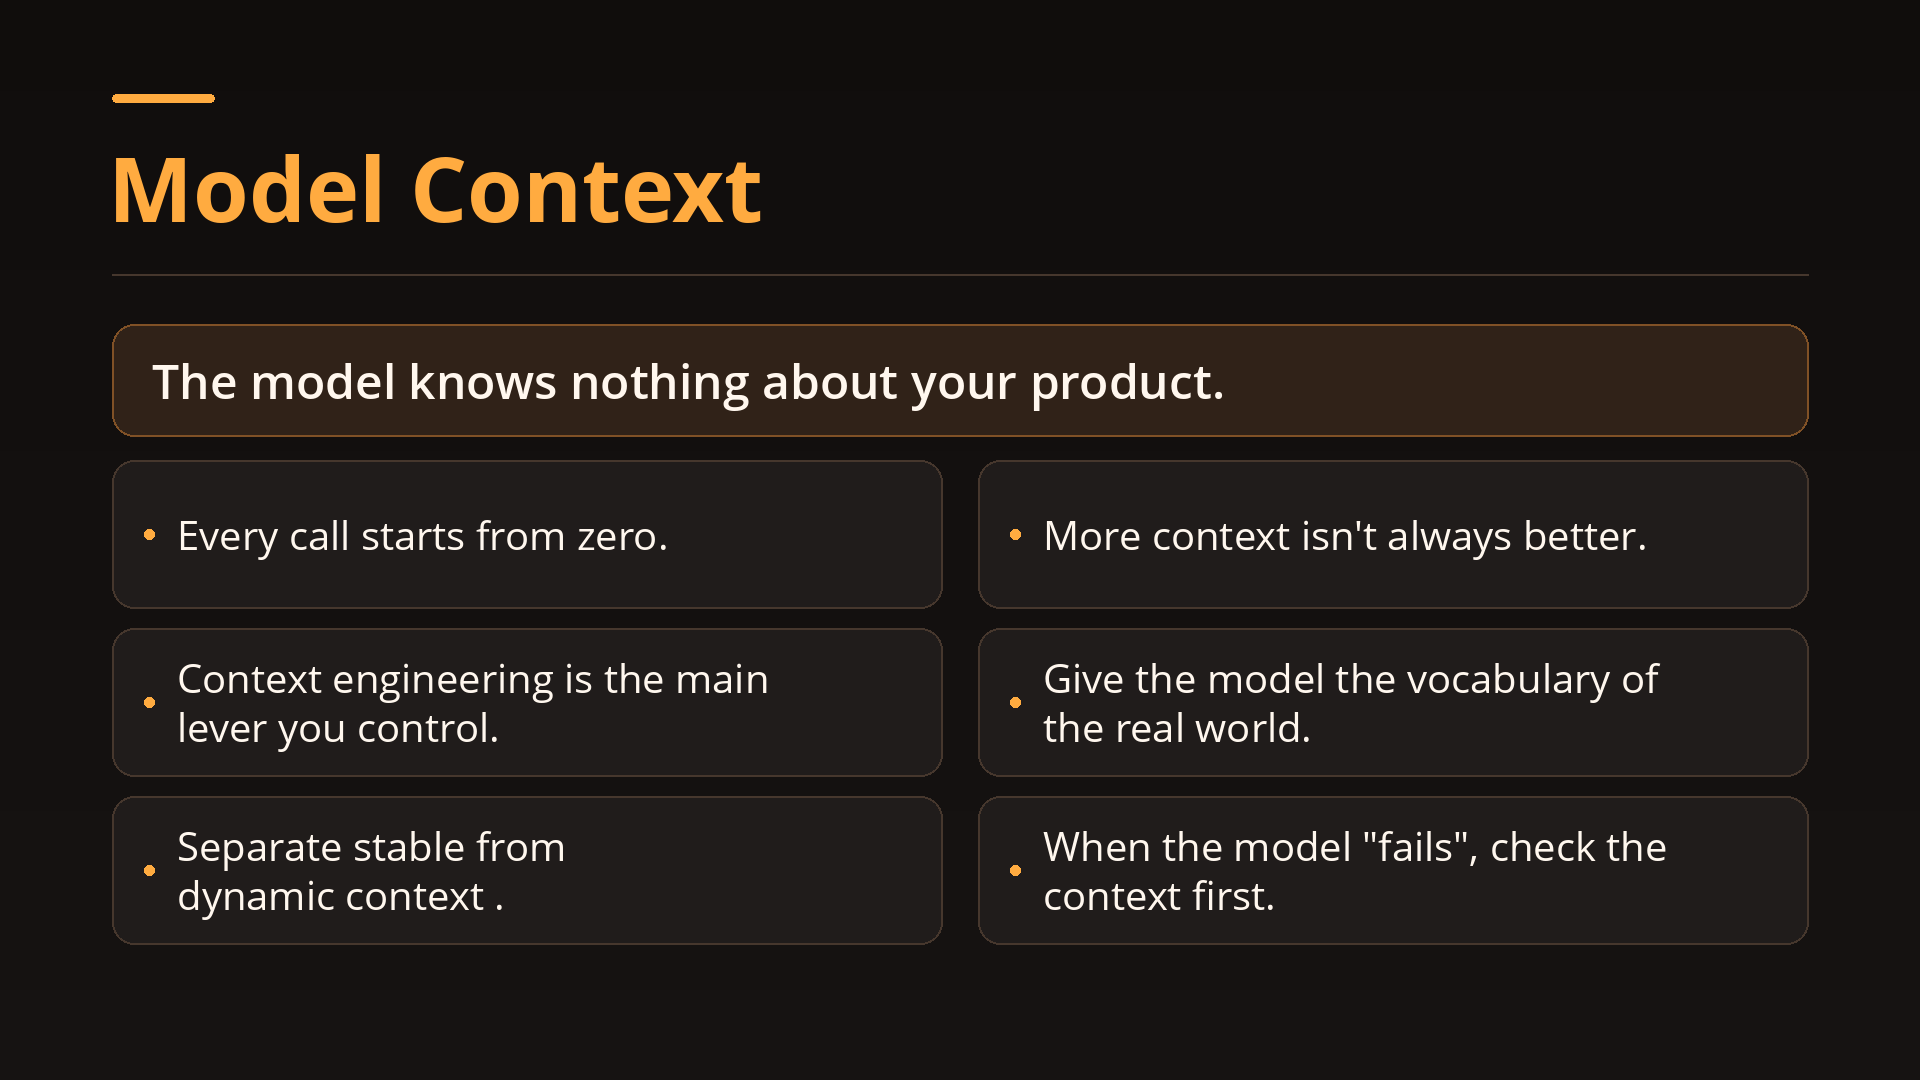 Model Context
The model knows nothing about your product.
• Every call starts from zero.
• More context isn't always better.
• Context engineering is the main
lever you control.
• Give the model the vocabulary of
the real world.
• Separate stable from
dynamic context .
• When the model "fails", check the
context first.